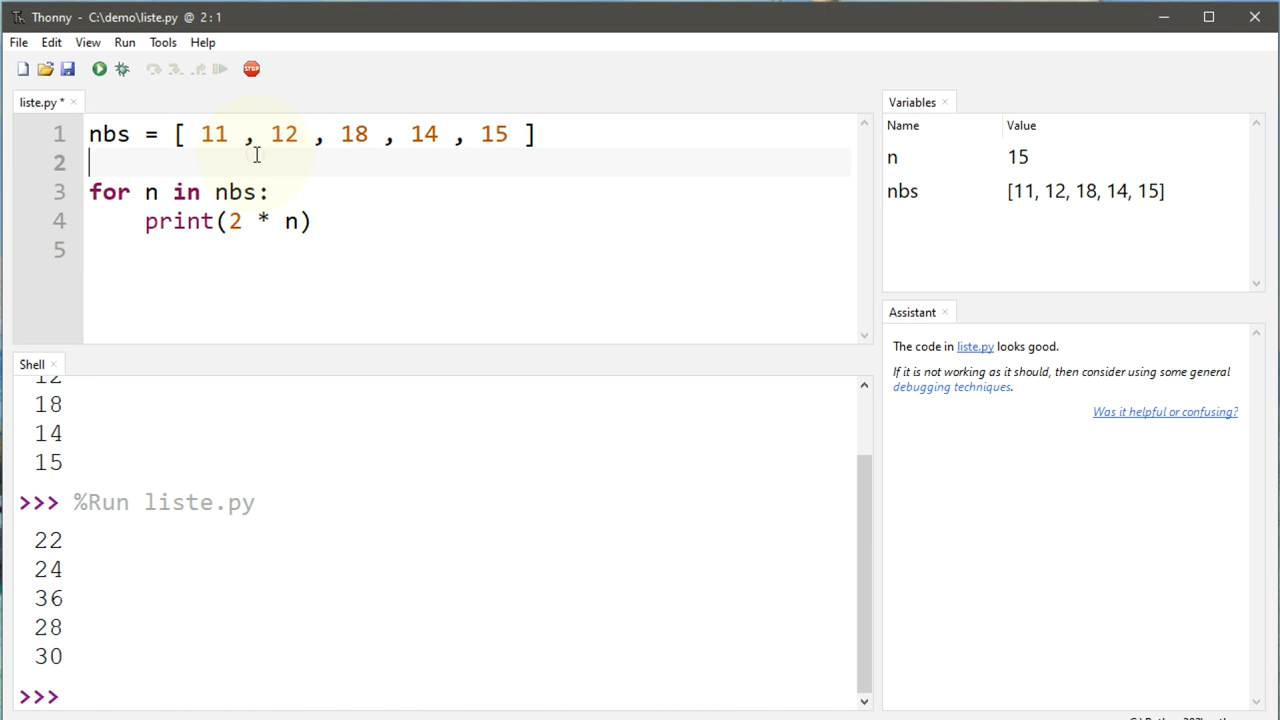 Thonny - C:\demo\liste.py @ 2 : 1
File Edit View Run Tools Help
STOP
liste.py *
1 nbs = [ 11 , 12 , 18 , 14 , 15 ]
2
3 for n in nbs:
4     print(2 * n)
5
Shell
12
18
14
15
>>> %Run liste.py
22
24
36
28
30
>>>
Variables
Name Value
n 15
nbs [11, 12, 18, 14, 15]
Assistant
The code in liste.py looks good.
If it is not working as it should, then consider using some general
debugging techniques.
Was it helpful or confusing?